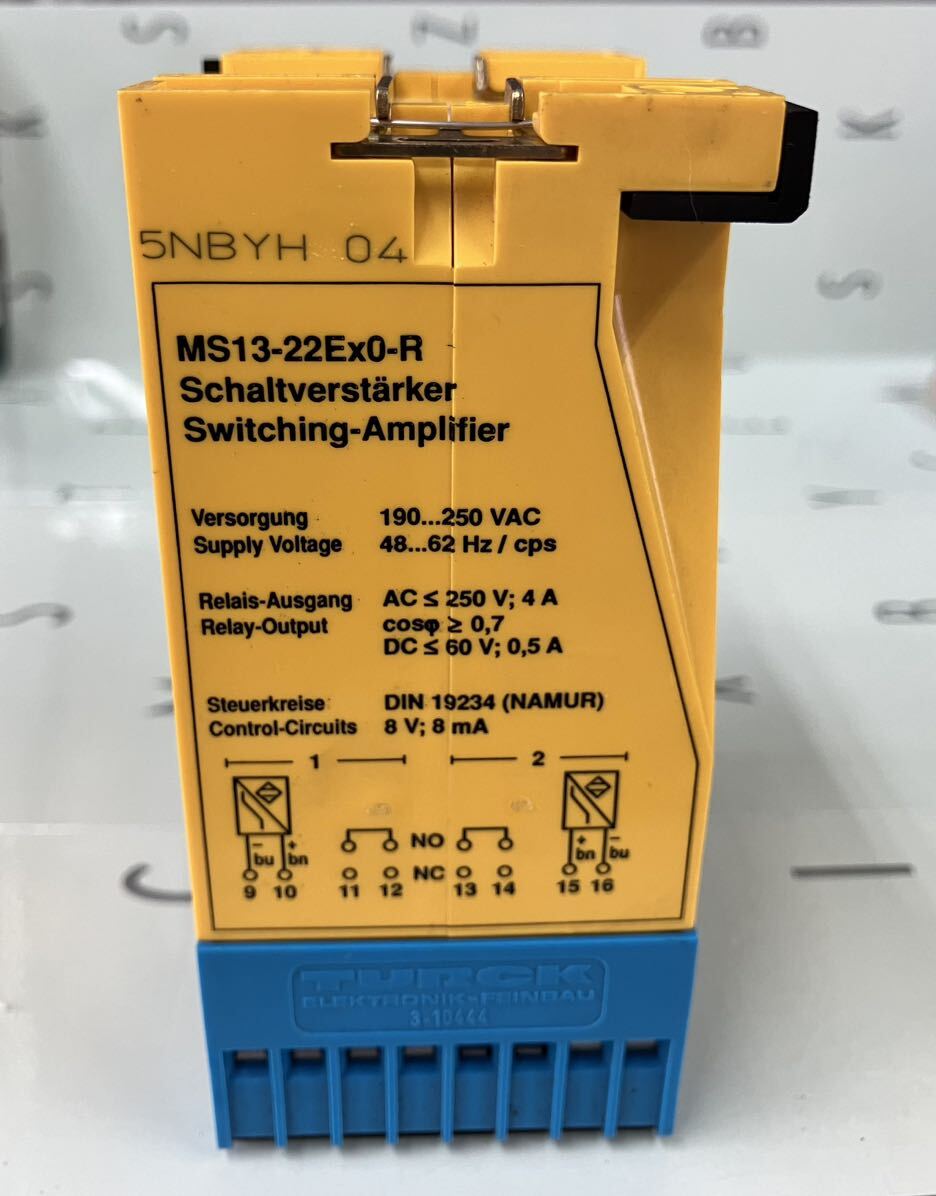 5NBYH 04
MS13-22Ex0-R
Schaltverstärker
Switching-Amplifier
Versorgung 190...250 VAC
Supply Voltage 48...62 Hz / cps
Relais-Ausgang AC ≤ 250 V; 4 A
Relay-Output cosφ ≥ 0,7
DC ≤ 60 V; 0,5 A
Steuerkreise DIN 19234 (NAMUR)
Control-Circuits 8 V; 8 mA
1 2
NO
− + + −
bu bn bn bu
NC
9 10 11 12 13 14 15 16
TURCK
ELEKTRONIK-FEINBAU
3-10444